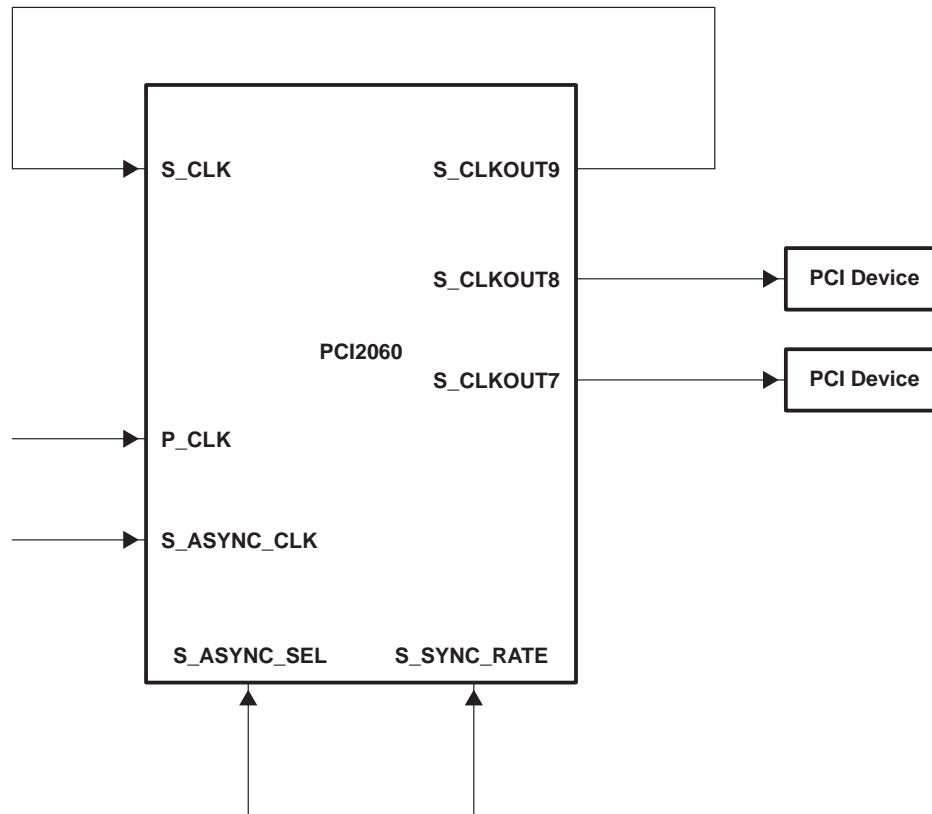 S_CLK
S_CLKOUT9
S_CLKOUT8
PCI Device
PCI2060
S_CLKOUT7
PCI Device
P_CLK
S_ASYNC_CLK
S_ASYNC_SEL
S_SYNC_RATE